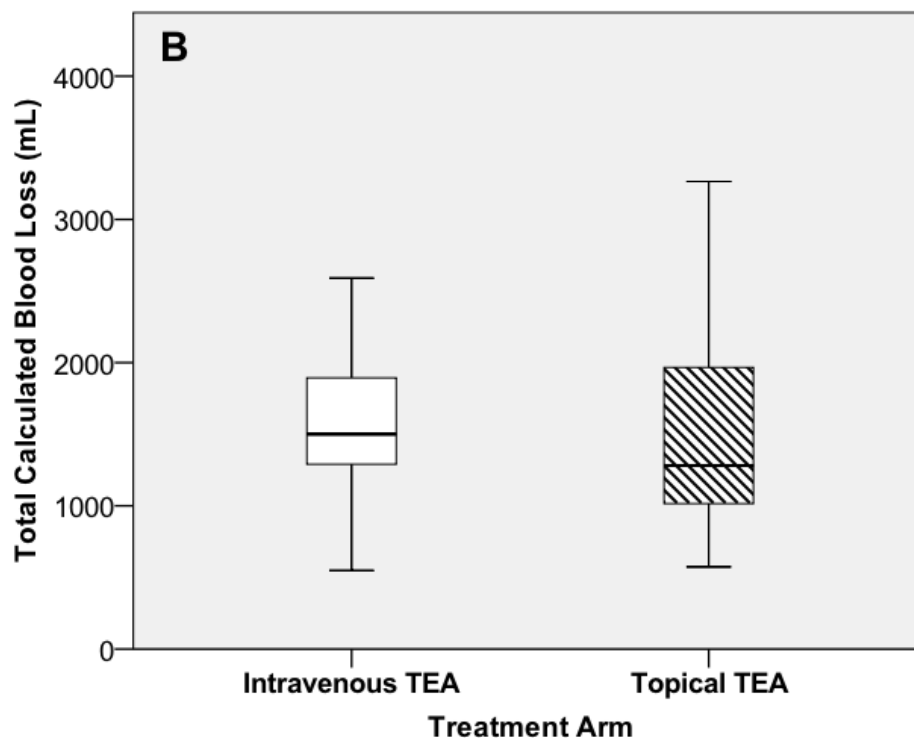 B
Total Calculated Blood Loss (mL)
4000
3000
2000
1000
0
Intravenous TEA
Topical TEA
Treatment Arm